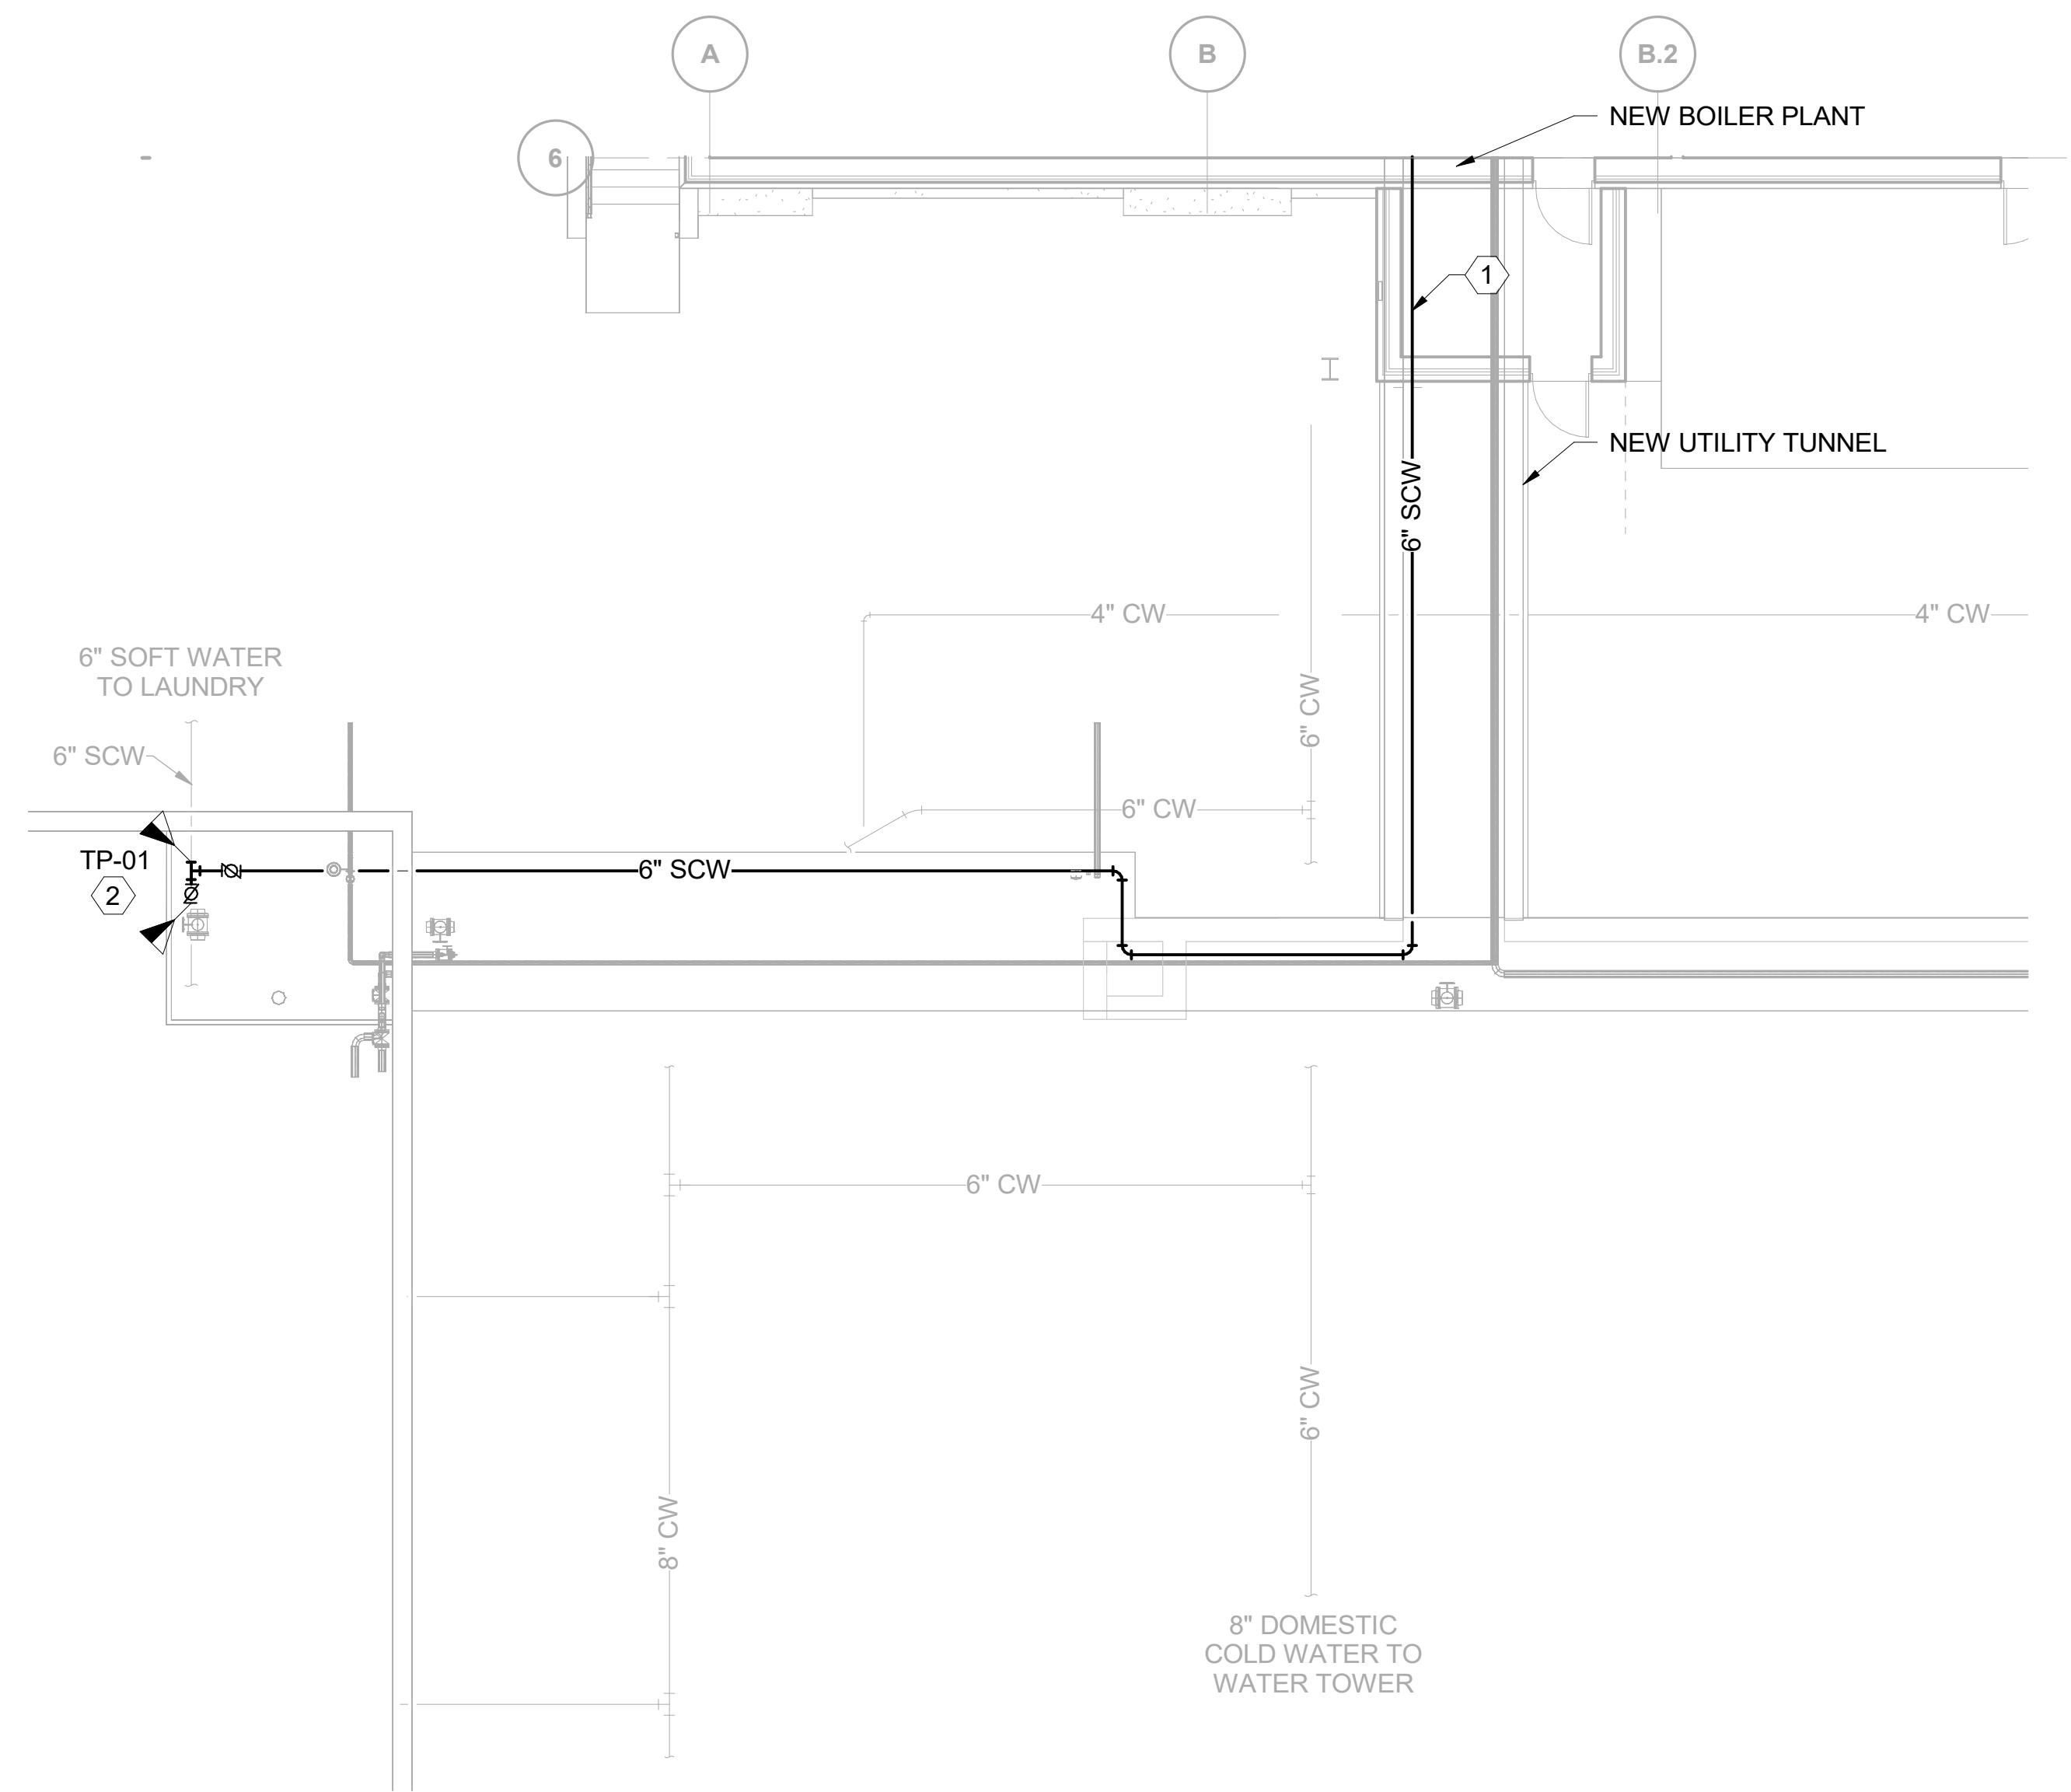 A
B
B.2
NEW BOILER PLANT
6
1
NEW UTILITY TUNNEL
6" SCW
4" CW
4" CW
6" SOFT WATER
TO LAUNDRY
6" CW
6" SCW
6" CW
TP-01
6" SCW
2
6" CW
6" CW
8" CW
8" DOMESTIC
COLD WATER TO
WATER TOWER